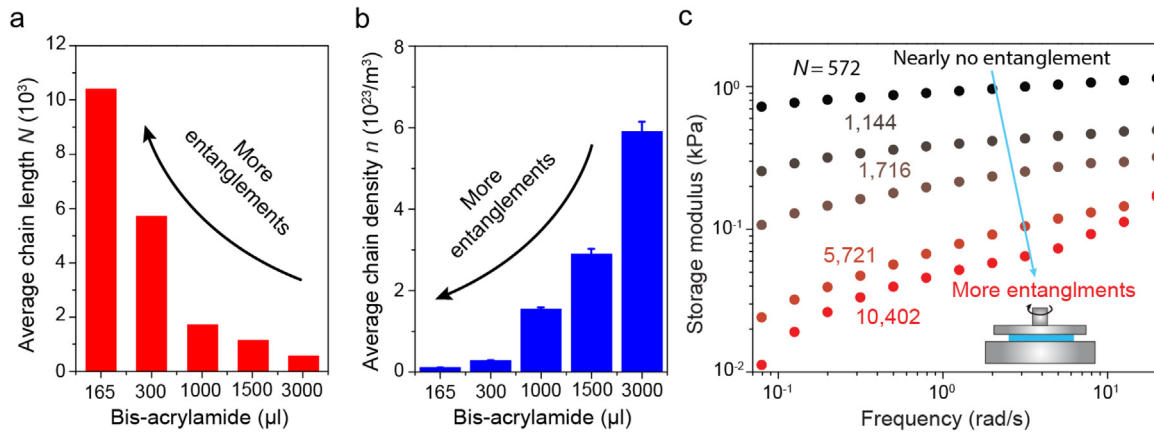 a
Average chain length N (10³)
12
10
8
6
4
2
0
More
entanglements
165
300
1000
1500
3000
Bis-acrylamide (µl)
b
Average chain density n (10²³/m³)
8
6
4
2
0
More
entanglements
165
300
1000
1500
3000
Bis-acrylamide (µl)
c
Storage modulus (kPa)
10⁰
10⁻¹
10⁻²
N = 572
Nearly no entanglement
1,144
1,716
5,721
10,402
More entanglments
10⁻¹
10⁰
10¹
Frequency (rad/s)